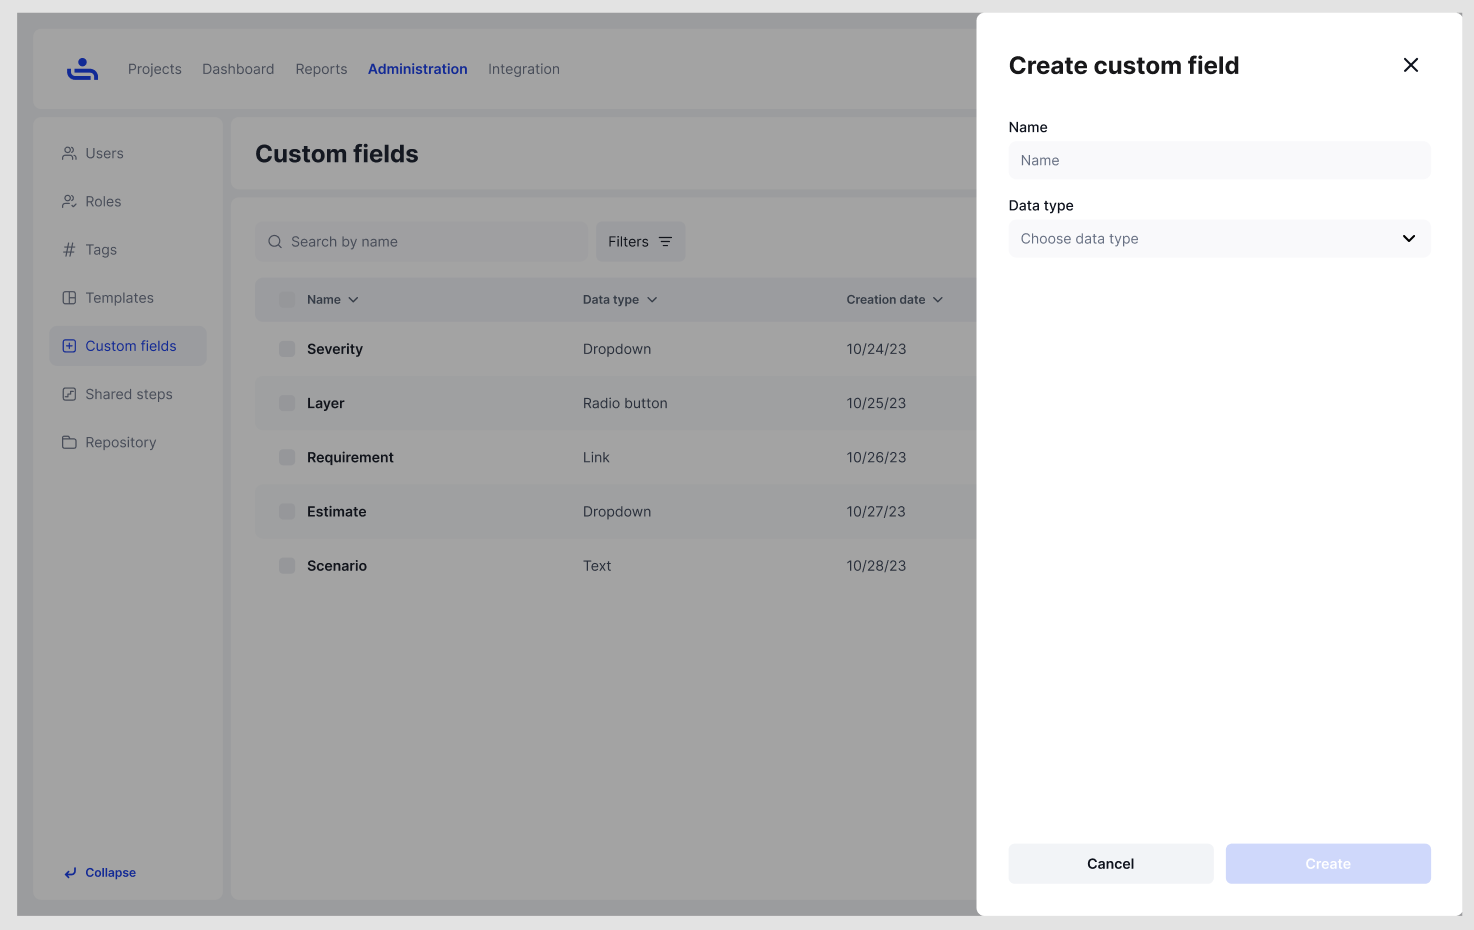 Projects Dashboard Reports Administration Integration
Users
Roles
Tags
Templates
Custom fields
Shared steps
Repository
Collapse
Custom fields
Search by name Filters
Name Data type Creation date
Severity Dropdown 10/24/23
Layer Radio button 10/25/23
Requirement Link 10/26/23
Estimate Dropdown 10/27/23
Scenario Text 10/28/23
Create custom field
Name
Name
Data type
Choose data type
Cancel Create